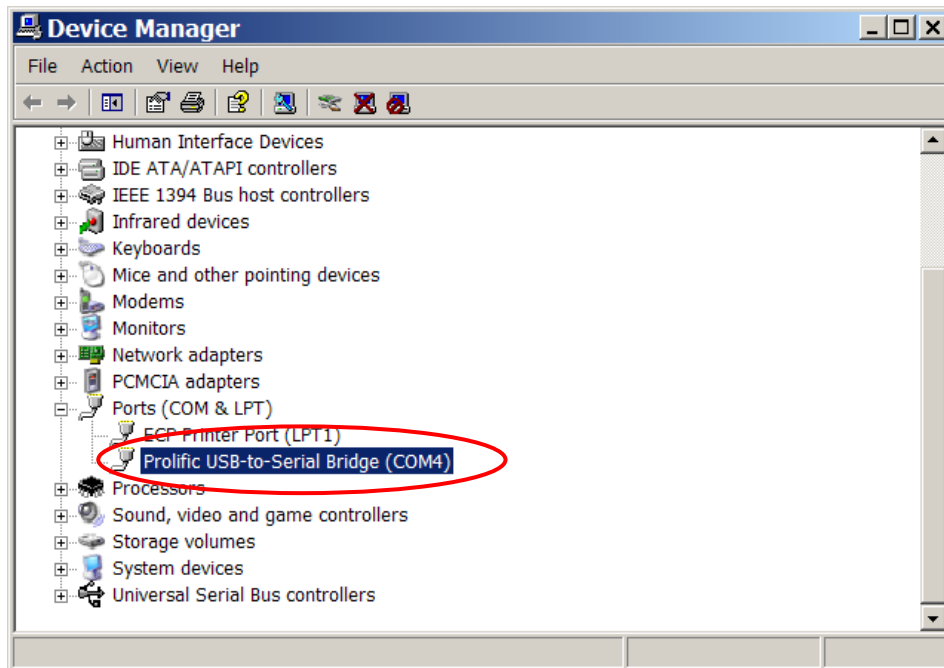 Device Manager
File Action View Help
Human Interface Devices
IDE ATA/ATAPI controllers
IEEE 1394 Bus host controllers
Infrared devices
Keyboards
Mice and other pointing devices
Modems
Monitors
Network adapters
PCMCIA adapters
Ports (COM & LPT)
ECP Printer Port (LPT1)
Prolific USB-to-Serial Bridge (COM4)
Processors
Sound, video and game controllers
Storage volumes
System devices
Universal Serial Bus controllers